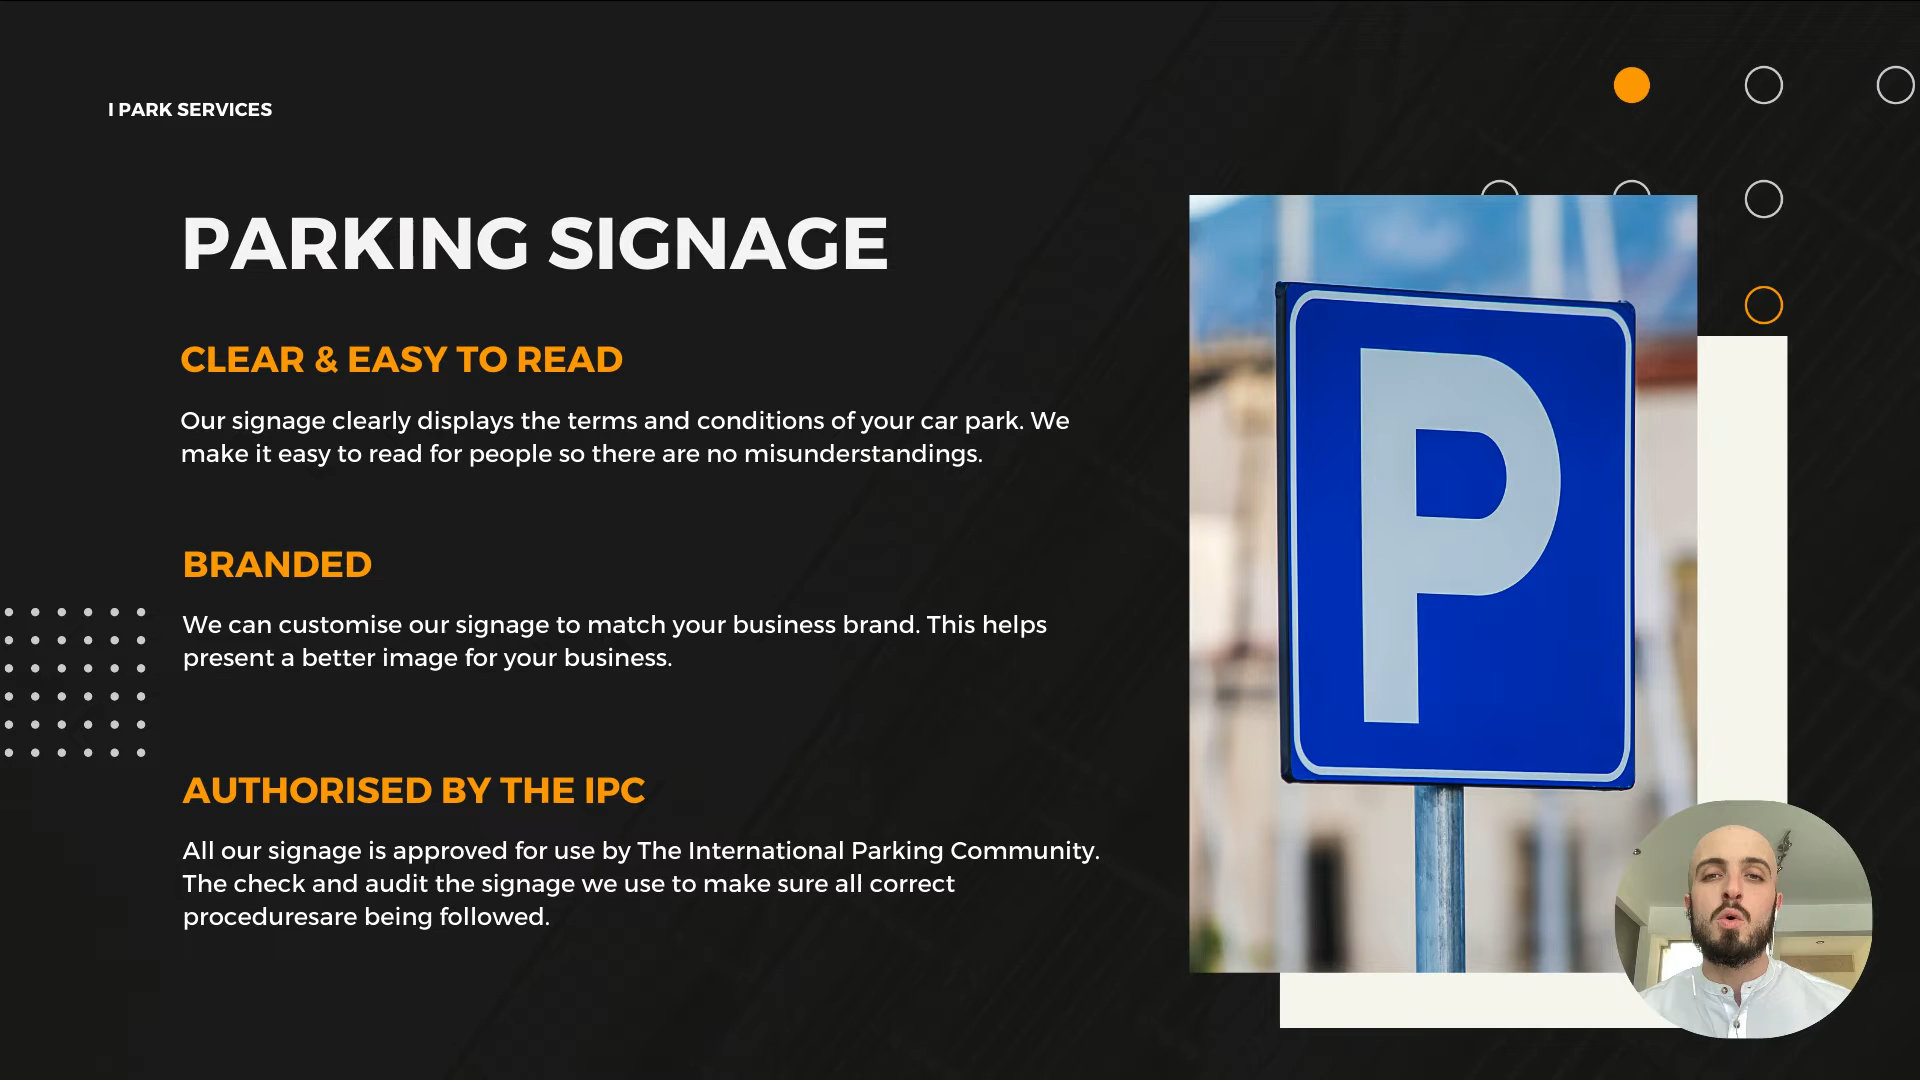 I PARK SERVICES
PARKING SIGNAGE
CLEAR & EASY TO READ
Our signage clearly displays the terms and conditions of your car park. We
make it easy to read for people so there are no misunderstandings.
BRANDED
We can customise our signage to match your business brand. This helps
present a better image for your business.
AUTHORISED BY THE IPC
All our signage is approved for use by The International Parking Community.
The check and audit the signage we use to make sure all correct
proceduresare being followed.
P